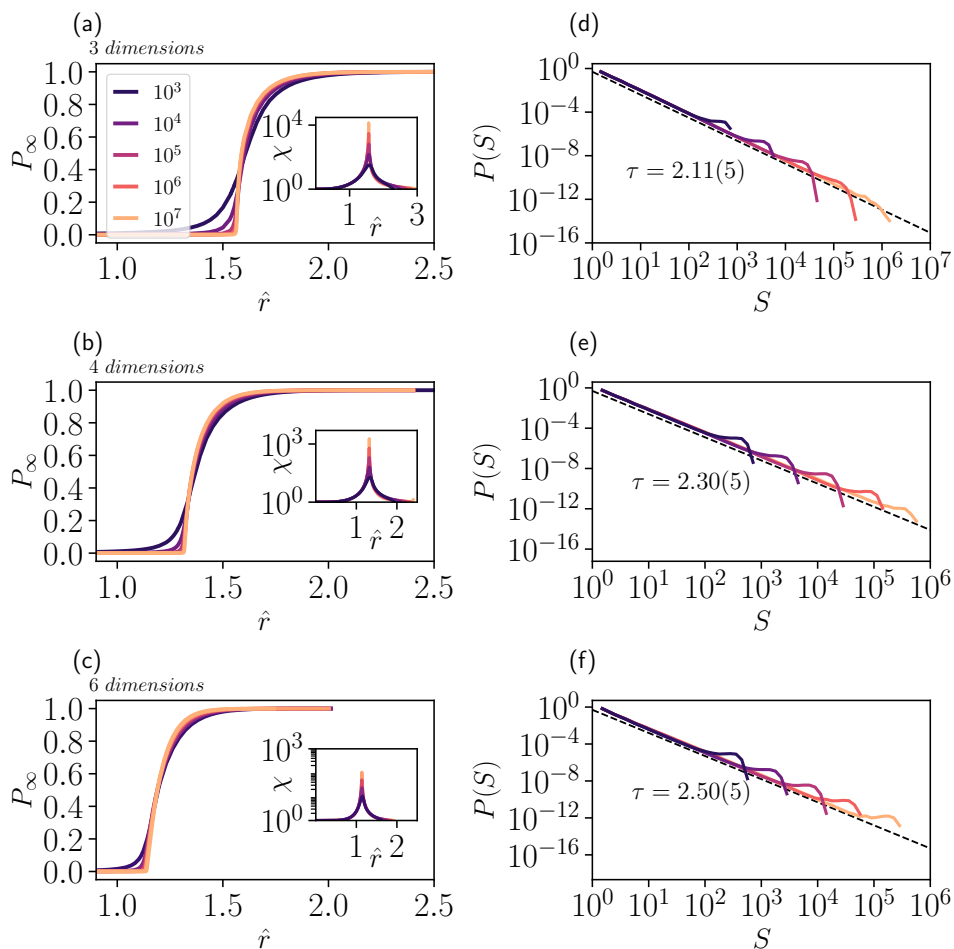 (a)
3 dimensions
P∞
1.0
0.8
0.6
0.4
0.2
0.0
10³
10⁴
10⁵
10⁶
10⁷
χ
10⁴
10⁰
1
r̂
3
1.0
1.5
2.0
2.5
r̂
(d)
P(S)
10⁰
10⁻⁴
10⁻⁸
10⁻¹²
10⁻¹⁶
τ = 2.11(5)
10⁰
10¹
10²
10³
10⁴
10⁵
10⁶
10⁷
S
(b)
4 dimensions
P∞
1.0
0.8
0.6
0.4
0.2
0.0
χ
10³
10⁰
1
r̂
2
1.0
1.5
2.0
2.5
r̂
(e)
P(S)
10⁰
10⁻⁴
10⁻⁸
10⁻¹²
10⁻¹⁶
τ = 2.30(5)
10⁰
10¹
10²
10³
10⁴
10⁵
10⁶
S
(c)
6 dimensions
P∞
1.0
0.8
0.6
0.4
0.2
0.0
χ
10³
10⁰
1
r̂
2
1.0
1.5
2.0
2.5
r̂
(f)
P(S)
10⁰
10⁻⁴
10⁻⁸
10⁻¹²
10⁻¹⁶
τ = 2.50(5)
10⁰
10¹
10²
10³
10⁴
10⁵
10⁶
S